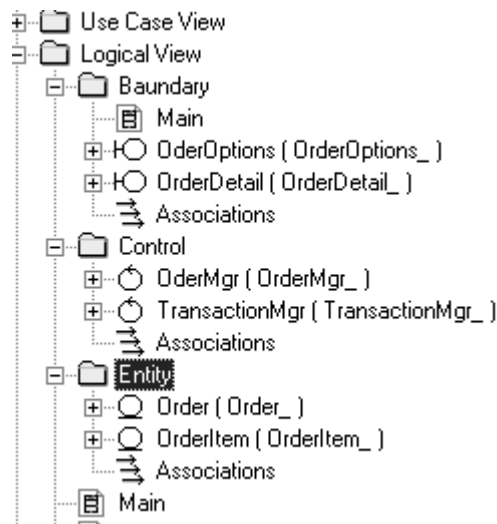 Use Case View
Logical View
Baundary
Main
OderOptions ( OrderOptions_ )
OrderDetail ( OrderDetail_ )
Associations
Control
OderMgr ( OrderMgr_ )
TransactionMgr ( TransactionMgr_ )
Associations
Entity
Order ( Order_ )
OrderItem ( OrderItem_ )
Associations
Main